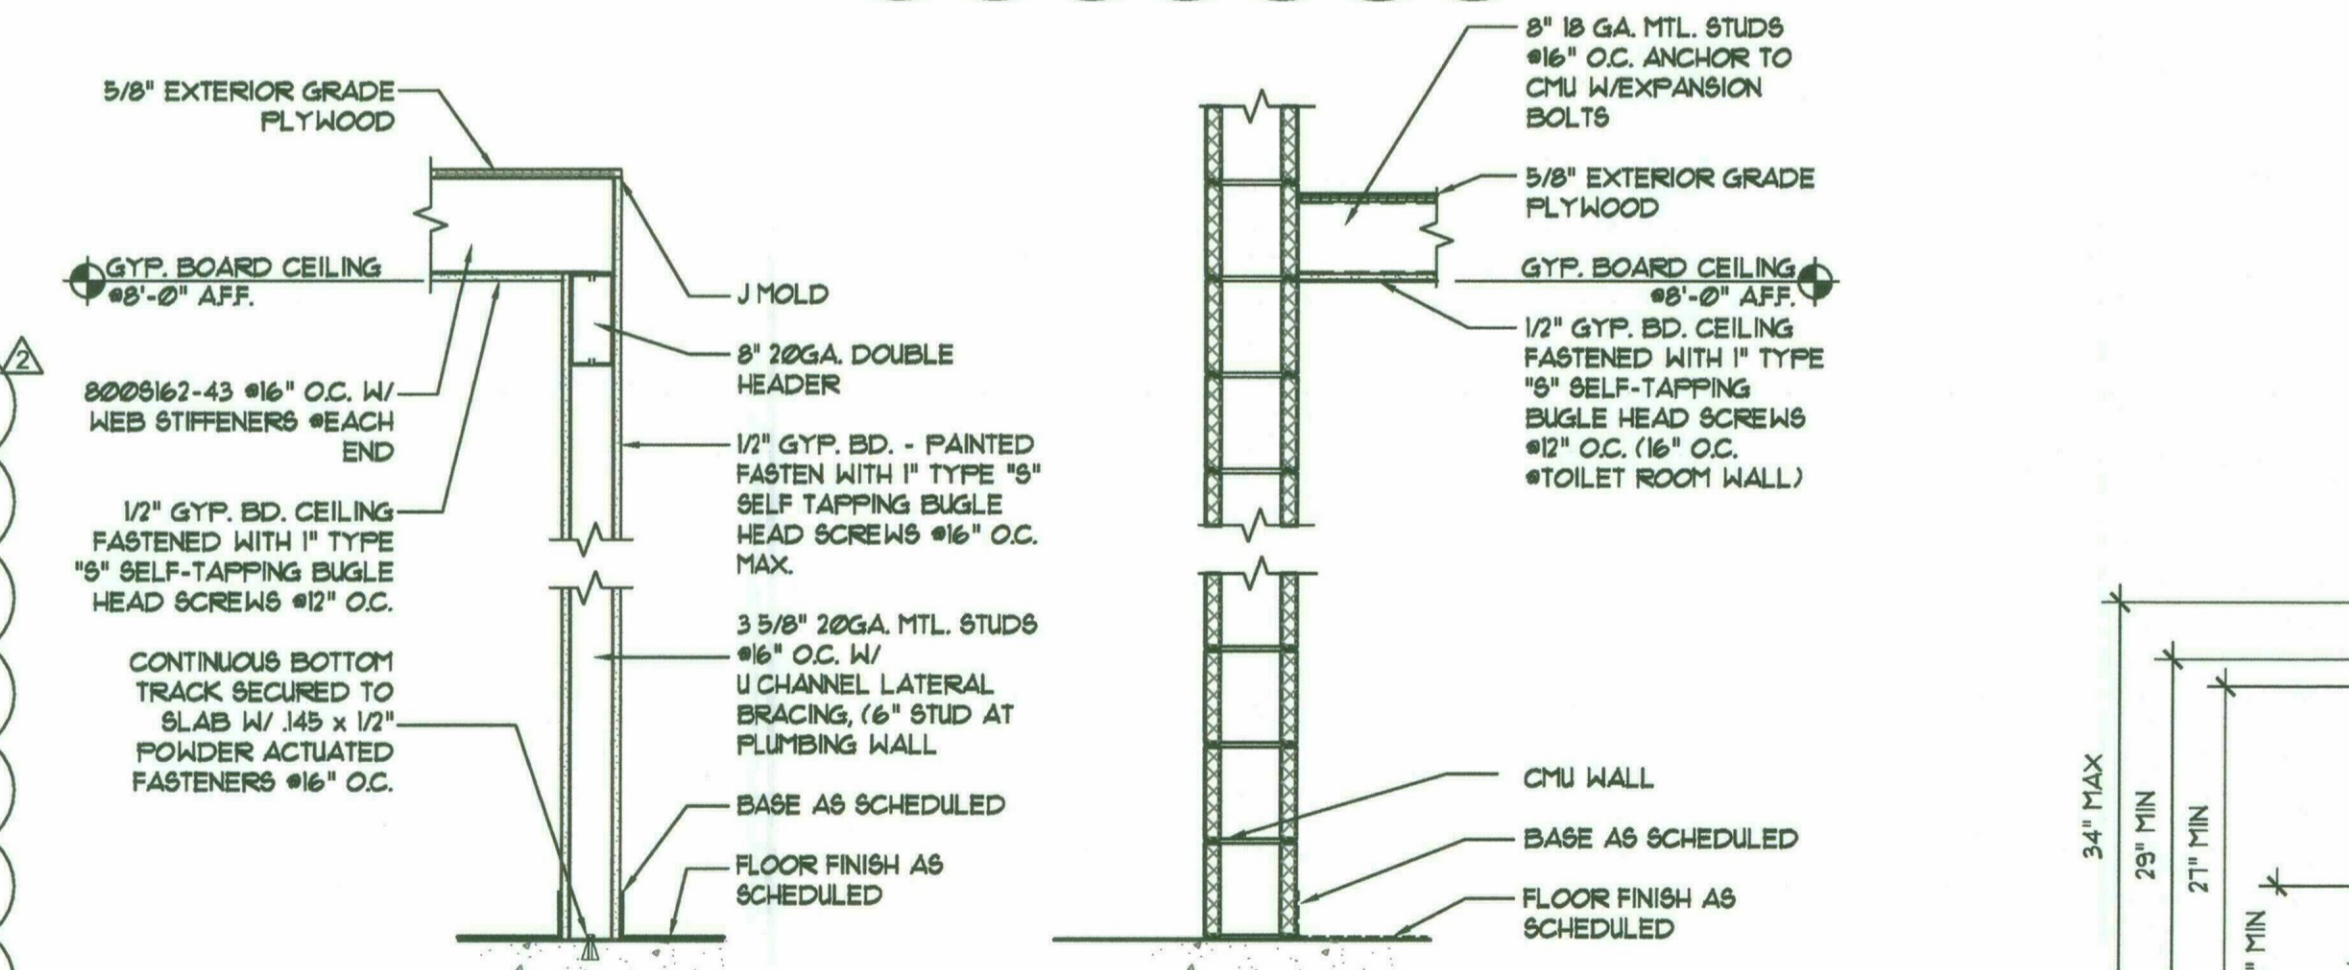 5/8" EXTERIOR GRADE
PLYWOOD
GYP. BOARD CEILING
@8'-0" A.F.F.
2
800S162-43 @16" O.C. W/
WEB STIFFENERS @EACH
END
1/2" GYP. BD. CEILING
FASTENED WITH 1" TYPE
"S" SELF-TAPPING BUGLE
HEAD SCREWS @12" O.C.
CONTINUOUS BOTTOM
TRACK SECURED TO
SLAB W/ .145 x 1/2"
POWDER ACTUATED
FASTENERS @16" O.C.
J MOLD
8" 20GA. DOUBLE
HEADER
1/2" GYP. BD. - PAINTED
FASTEN WITH 1" TYPE "S"
SELF TAPPING BUGLE
HEAD SCREWS @16" O.C.
MAX.
3 5/8" 20GA. MTL. STUDS
@16" O.C. W/
U CHANNEL LATERAL
BRACING, (6" STUD AT
PLUMBING WALL
BASE AS SCHEDULED
FLOOR FINISH AS
SCHEDULED
8" 18 GA. MTL. STUDS
@16" O.C. ANCHOR TO
CMU W/EXPANSION
BOLTS
5/8" EXTERIOR GRADE
PLYWOOD
GYP. BOARD CEILING
@8'-0" A.F.F.
1/2" GYP. BD. CEILING
FASTENED WITH 1" TYPE
"S" SELF-TAPPING
BUGLE HEAD SCREWS
@12" O.C. (16" O.C.
@TOILET ROOM WALL)
CMU WALL
BASE AS SCHEDULED
FLOOR FINISH AS
SCHEDULED
34" MAX
29" MIN
27" MIN
" MIN